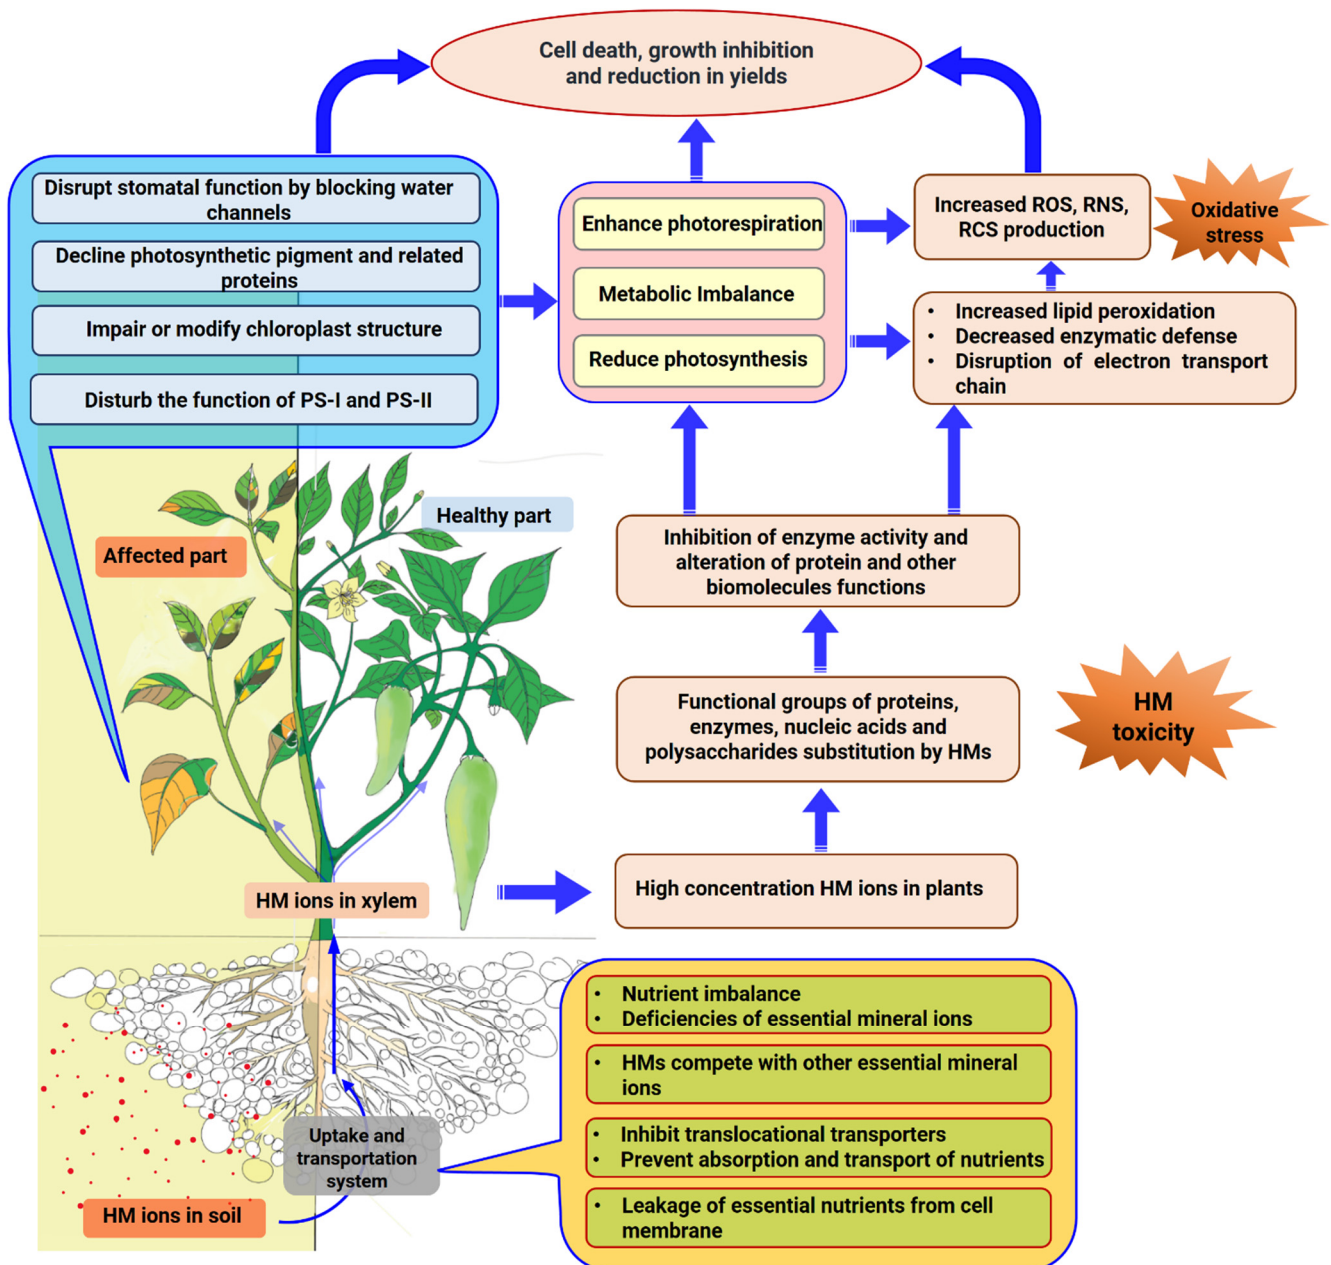 Cell death, growth inhibition
and reduction in yields
Disrupt stomatal function by blocking water
channels
Decline photosynthetic pigment and related
proteins
Impair or modify chloroplast structure
Disturb the function of PS-I and PS-II
Enhance photorespiration
Metabolic Imbalance
Reduce photosynthesis
Increased ROS, RNS,
RCS production
Oxidative
stress
• Increased lipid peroxidation
• Decreased enzymatic defense
• Disruption of electron transport
chain
Healthy part
Affected part
Inhibition of enzyme activity and
alteration of protein and other
biomolecules functions
Functional groups of proteins,
enzymes, nucleic acids and
polysaccharides substitution by HMs
HM
toxicity
HM ions in xylem
High concentration HM ions in plants
• Nutrient imbalance
• Deficiencies of essential mineral ions
• HMs compete with other essential mineral
ions
• Inhibit translocational transporters
• Prevent absorption and transport of nutrients
• Leakage of essential nutrients from cell
membrane
Uptake and
transportation
system
HM ions in soil